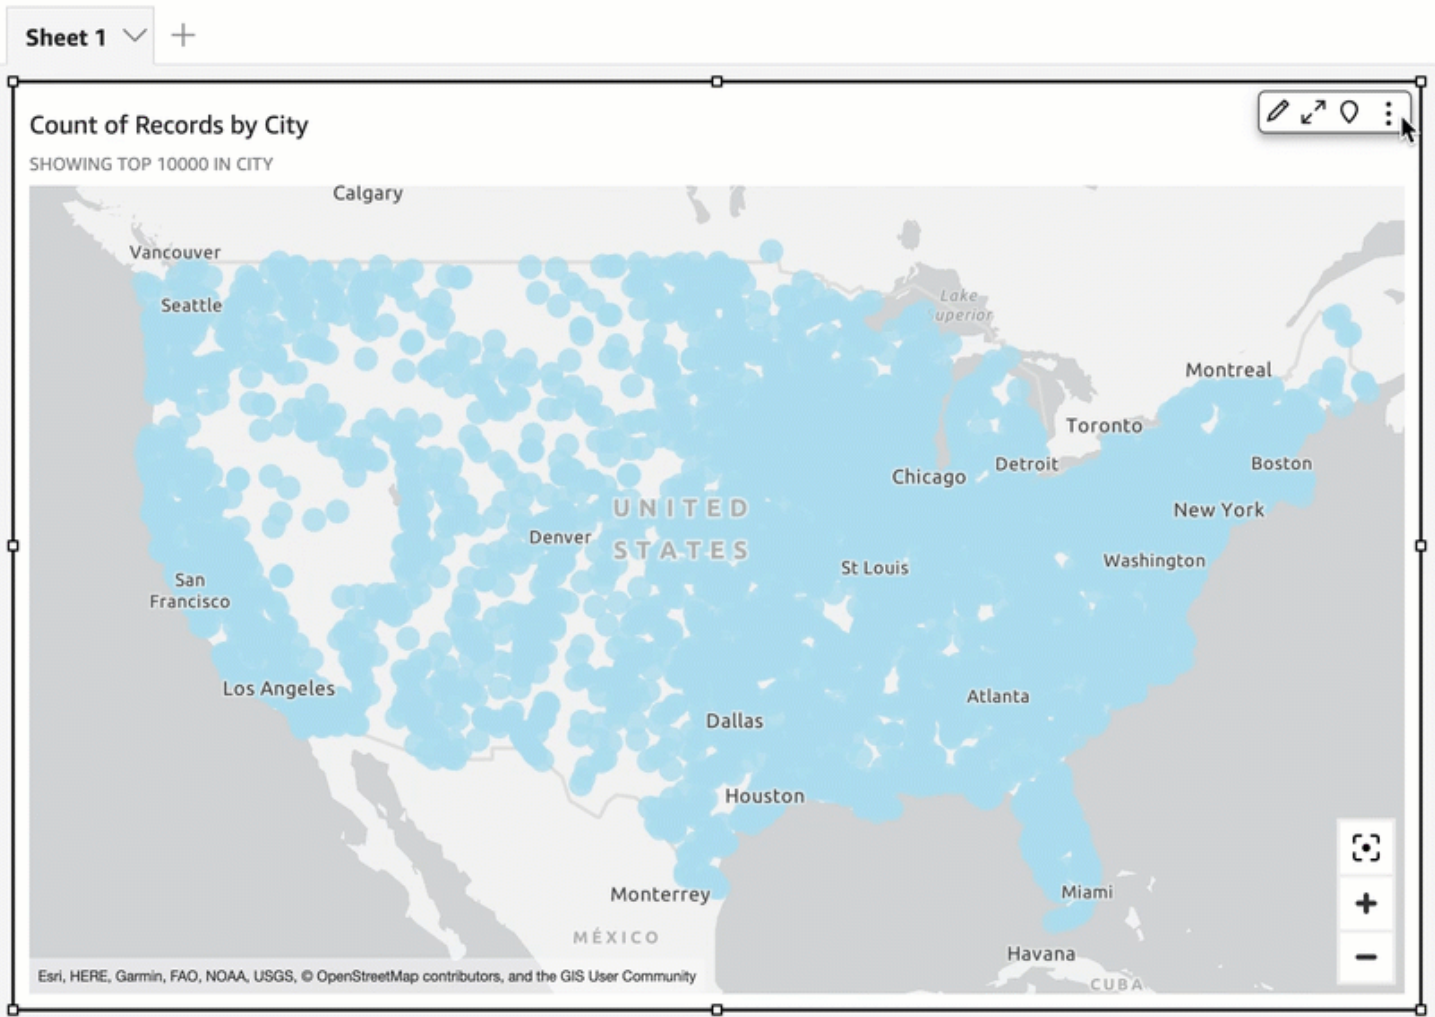 Sheet 1
Count of Records by City
SHOWING TOP 10000 IN CITY
Calgary
Vancouver
Seattle
Lake
Superior
Montreal
Toronto
Detroit
Boston
Chicago
UNITED
STATES
New York
Denver
Washington
St Louis
San
Francisco
Los Angeles
Atlanta
Dallas
Houston
Miami
Monterrey
MÉXICO
Havana
CUBA
Esri, HERE, Garmin, FAO, NOAA, USGS, © OpenStreetMap contributors, and the GIS User Community